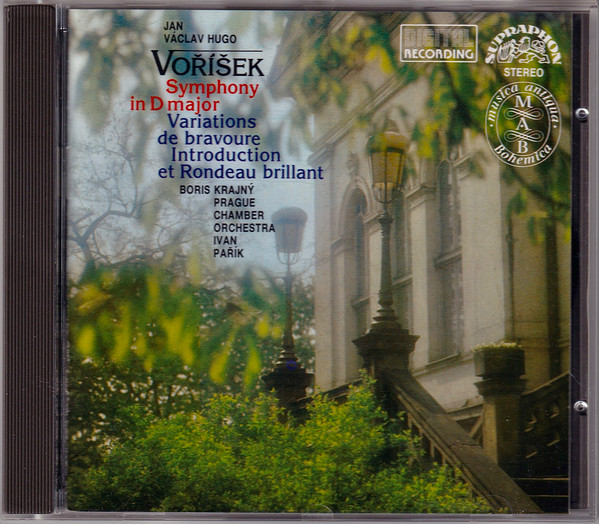 JAN
VÁCLAV HUGO
VOŘÍŠEK
Symphony
in D major
Variations
de bravoure
Introduction
et Rondeau brillant
BORIS KRAJNÝ
PRAGUE
CHAMBER
ORCHESTRA
IVAN
PAŘÍK
DIGITAL
RECORDING
SUPRAPHON
STEREO
· musica antiqua ·
Bohemica
M
A
B